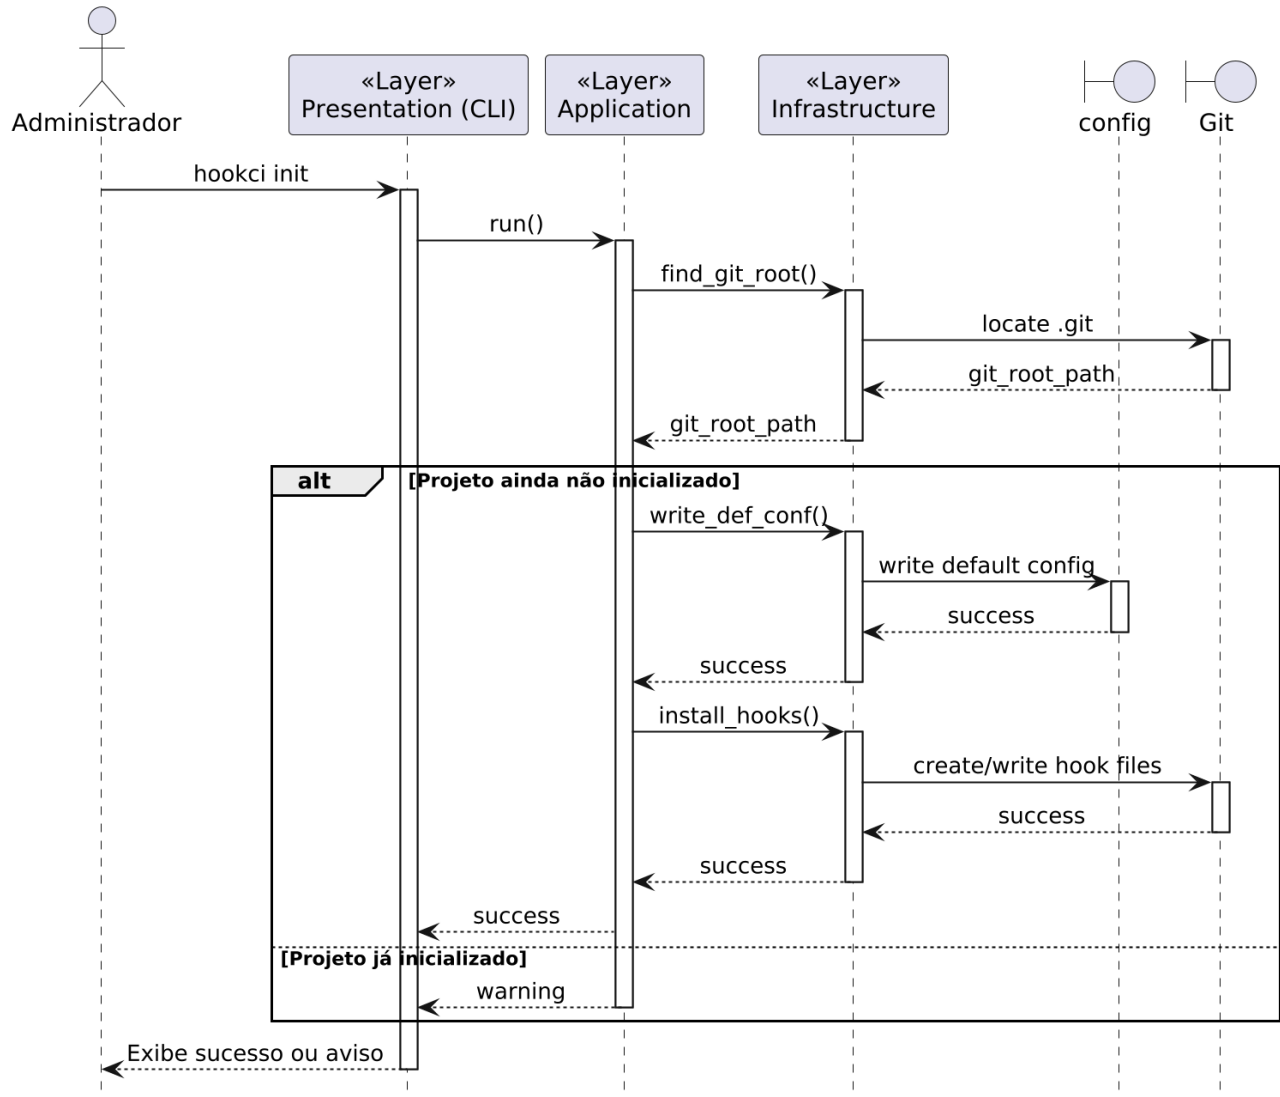 «Layer»
Presentation (CLI)
«Layer»
Application
«Layer»
Infrastructure
Administrador
config
Git
hookci init
run()
find_git_root()
locate .git
git_root_path
git_root_path
alt
[Projeto ainda não inicializado]
write_def_conf()
write default config
success
success
install_hooks()
create/write hook files
success
success
success
[Projeto já inicializado]
warning
Exibe sucesso ou aviso